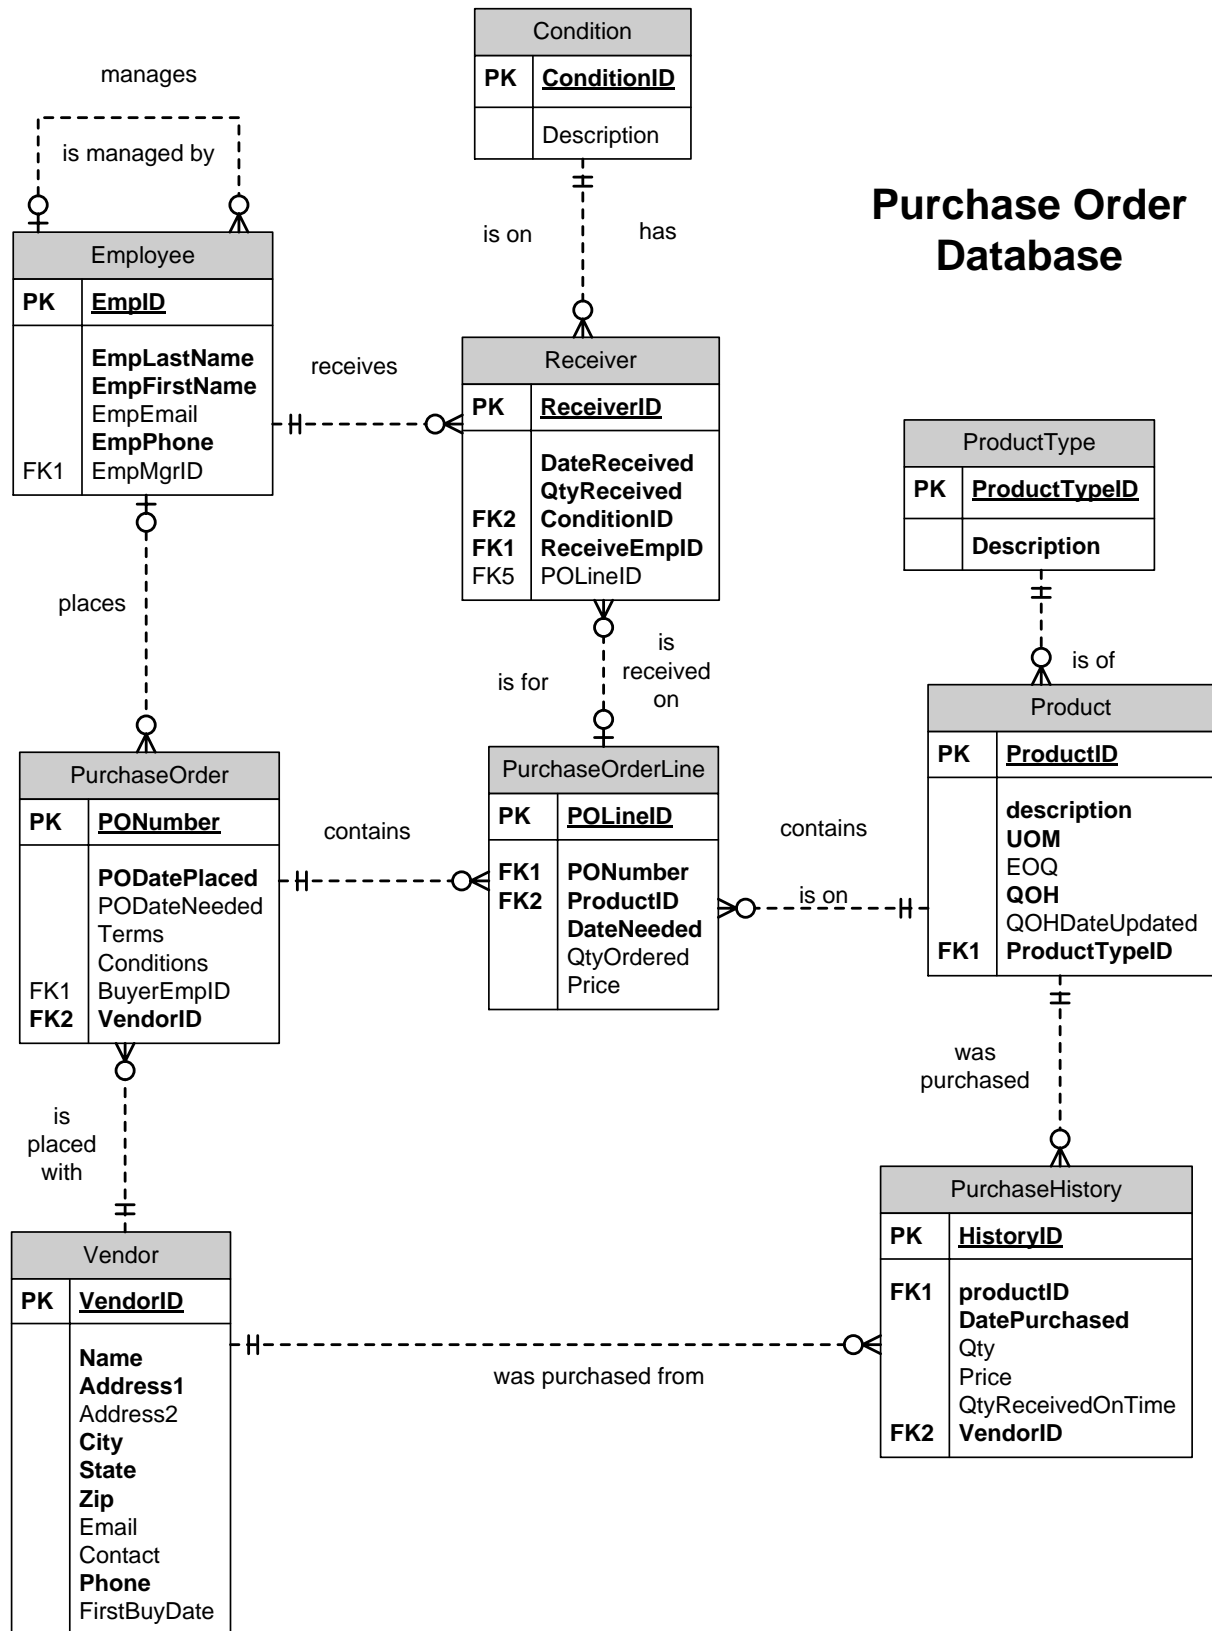 Condition
PK ConditionID
Description
manages
is managed by
Purchase Order
Database
is on
has
Employee
PK EmpID
EmpLastName
EmpFirstName
EmpEmail
EmpPhone
FK1 EmpMgrID
receives
Receiver
PK ReceiverID
DateReceived
QtyReceived
FK2 ConditionID
FK1 ReceiveEmpID
FK5 POLineID
ProductType
PK ProductTypeID
Description
places
is for
is
received
on
is of
Product
PK ProductID
description
UOM
EOQ
QOH
QOHDateUpdated
FK1 ProductTypeID
PurchaseOrder
PK PONumber
PODatePlaced
PODateNeeded
Terms
Conditions
FK1 BuyerEmpID
FK2 VendorID
contains
PurchaseOrderLine
PK POLineID
FK1 PONumber
FK2 ProductID
DateNeeded
QtyOrdered
Price
contains
is on
is
placed
with
was
purchased
Vendor
PK VendorID
Name
Address1
Address2
City
State
Zip
Email
Contact
Phone
FirstBuyDate
was purchased from
PurchaseHistory
PK HistoryID
FK1 productID
DatePurchased
Qty
Price
QtyReceivedOnTime
FK2 VendorID